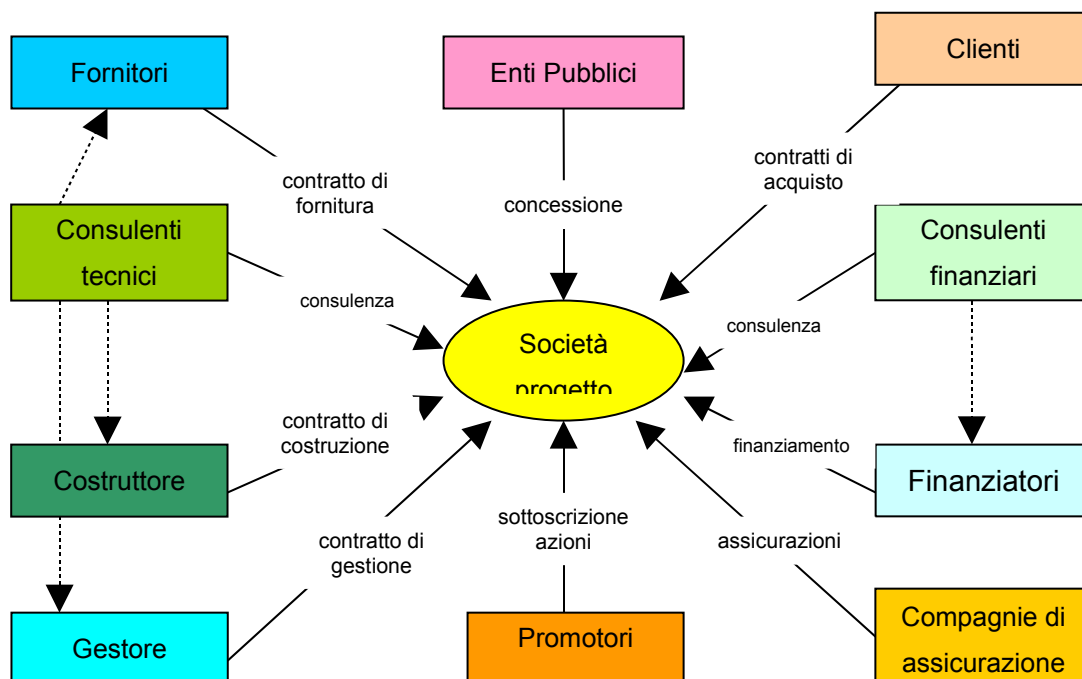 Fornitori
Enti Pubblici
Clienti
contratto di
fornitura
concessione
contratti di
acquisto
Consulenti
tecnici
Consulenti
finanziari
consulenza
consulenza
Società
progetto
contratto di
costruzione
finanziamento
Costruttore
Finanziatori
contratto di
gestione
sottoscrizione
azioni
assicurazioni
Gestore
Promotori
Compagnie di
assicurazione